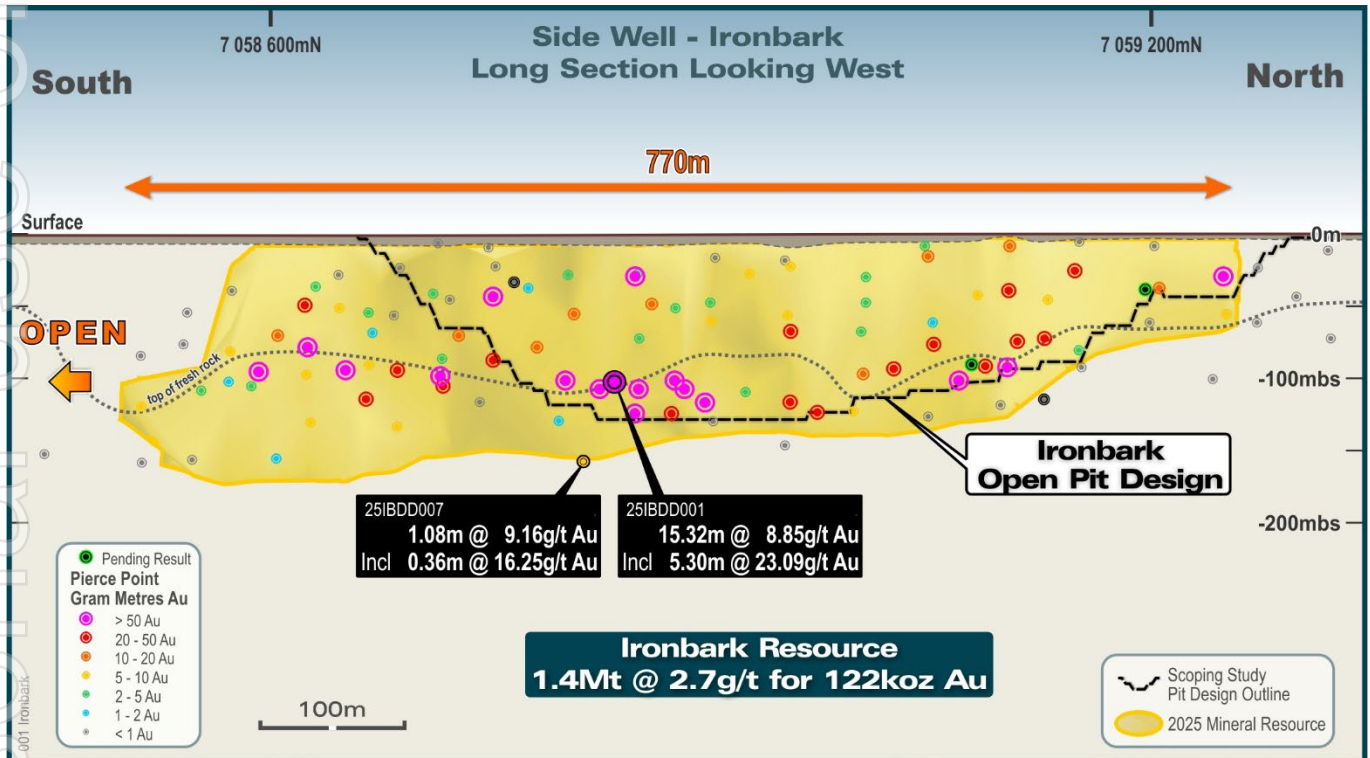 7 058 600mN
Side Well - Ironbark
Long Section Looking West
7 059 200mN
South
North
770m
Surface
0m
OPEN
top of fresh rock
-100mbs
Ironbark
Open Pit Design
25IBDD007
1.08m @ 9.16g/t Au
Incl 0.36m @ 16.25g/t Au
25IBDD001
15.32m @ 8.85g/t Au
Incl 5.30m @ 23.09g/t Au
-200mbs
Pending Result
Pierce Point
Gram Metres Au
> 50 Au
20 - 50 Au
10 - 20 Au
5 - 10 Au
2 - 5 Au
1 - 2 Au
< 1 Au
100m
Ironbark Resource
1.4Mt @ 2.7g/t for 122koz Au
Scoping Study
Pit Design Outline
2025 Mineral Resource
001 Ironbark